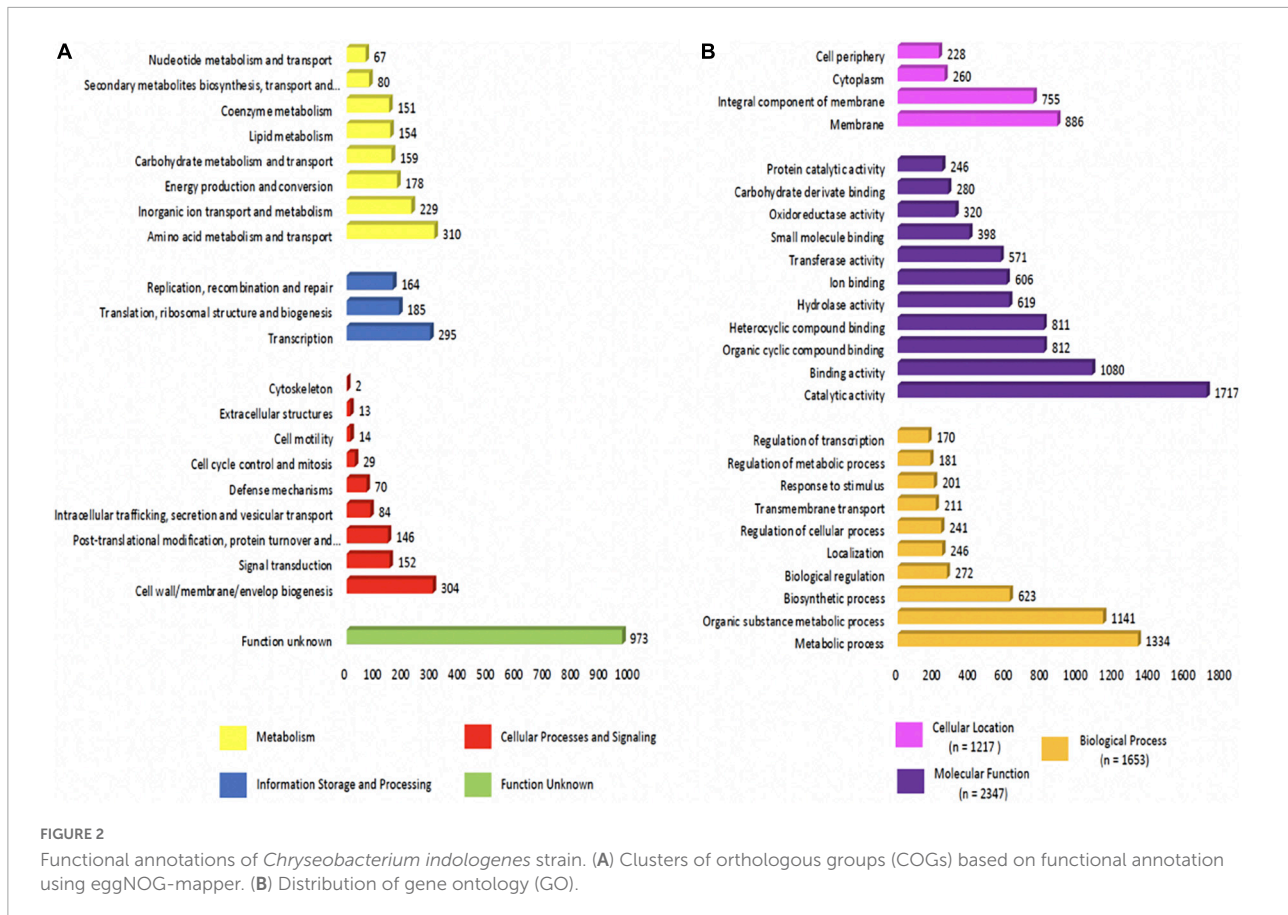 A
Nucdeotide metabolism and transport 67
Secondary metabolites biosynthesis, transport and... 80
Coenzyme metabolism 151
Lipid metabolism 154
Carbohydrate metabolism and transport 159
Energy production and conversion 178
Inorganic ion transport and metabolism 229
Amino acid metabolism and transport 310
Replication, recombination and repair 164
Translation, ribosomal structure and biogenesis 185
Transcription 295
Cytoskeleton 2
Extracellular structures 13
Cell motility 14
Cell cycle control and mitosis 29
Defense mechanisms 70
Intracellular trafficking, secretion and vesicular transport 84
Post-translational modification, protein turnover and... 146
Signal transduction 152
Cell wall/membrane/envelop biogenesis 304
Function unknown 973
0 100 200 300 400 500 600 700 800 900 1000
Metabolism
Cellular Processes and Signaling
Information Storage and Processing
Function Unknown
B
Cell periphery 228
Cytoplasm 260
Integral component of membrane 755
Membrane 886
Protein catalytic activity 246
Carbohydrate derivate binding 280
Oxidoreductase activity 320
Small molecule binding 398
Transferase activity 571
Ion binding 606
Hydrolase activity 619
Heterocyclic compound binding 811
Organic cyclic compound binding 812
Binding activity 1080
Catalytic activity 1717
Regulation of transcription 170
Regulation of metabolic process 181
Response to stimulus 201
Transmembrane transport 211
Regulation of cellular process 241
Localization 246
Biological regulation 272
Biosynthetic process 623
Organic substance metabolic process 1141
Metabolic process 1334
0 200 400 600 800 1000 1200 1400 1600 1800
Cellular Location
(n = 1217 )
Biological Process
(n = 1653)
Molecular Function
(n = 2347)
FIGURE 2
Functional annotations of Chryseobacterium indologenes strain. (A) Clusters of orthologous groups (COGs) based on functional annotation
using eggNOG-mapper. (B) Distribution of gene ontology (GO).